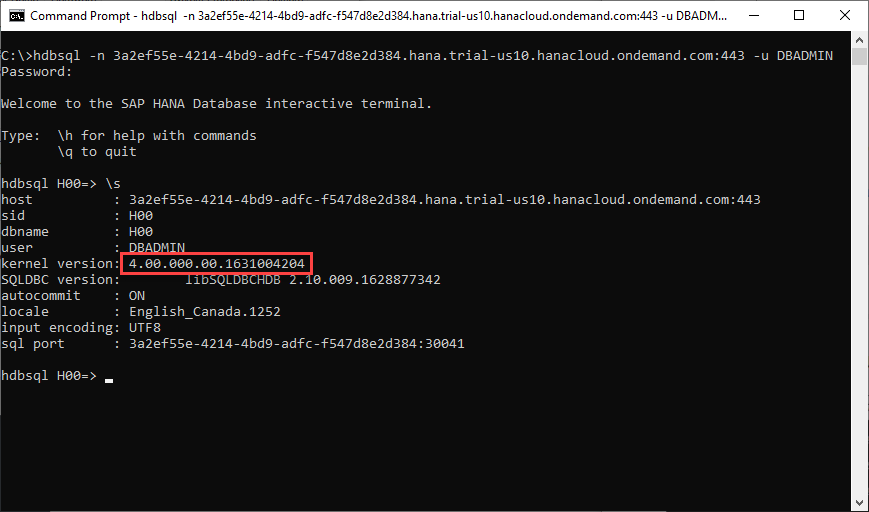 Command Prompt - hdbsql -n 3a2ef55e-4214-4bd9-adfc-f547d8e2d384.hana.trial-us10.hanacloud.ondemand.com:443 -u DBADM...
C:\>hdbsql -n 3a2ef55e-4214-4bd9-adfc-f547d8e2d384.hana.trial-us10.hanacloud.ondemand.com:443 -u DBADMIN
Password:
Welcome to the SAP HANA Database interactive terminal.
Type:  \h for help with commands
       \q to quit
hdbsql H00=> \s
host          : 3a2ef55e-4214-4bd9-adfc-f547d8e2d384.hana.trial-us10.hanacloud.ondemand.com:443
sid           : H00
dbname        : H00
user          : DBADMIN
kernel version: 4.00.000.00.1631004204
SQLDBC version:        libSQLDBCHDB 2.10.009.1628877342
autocommit    : ON
locale        : English_Canada.1252
input encoding: UTF8
sql port      : 3a2ef55e-4214-4bd9-adfc-f547d8e2d384:30041
hdbsql H00=>